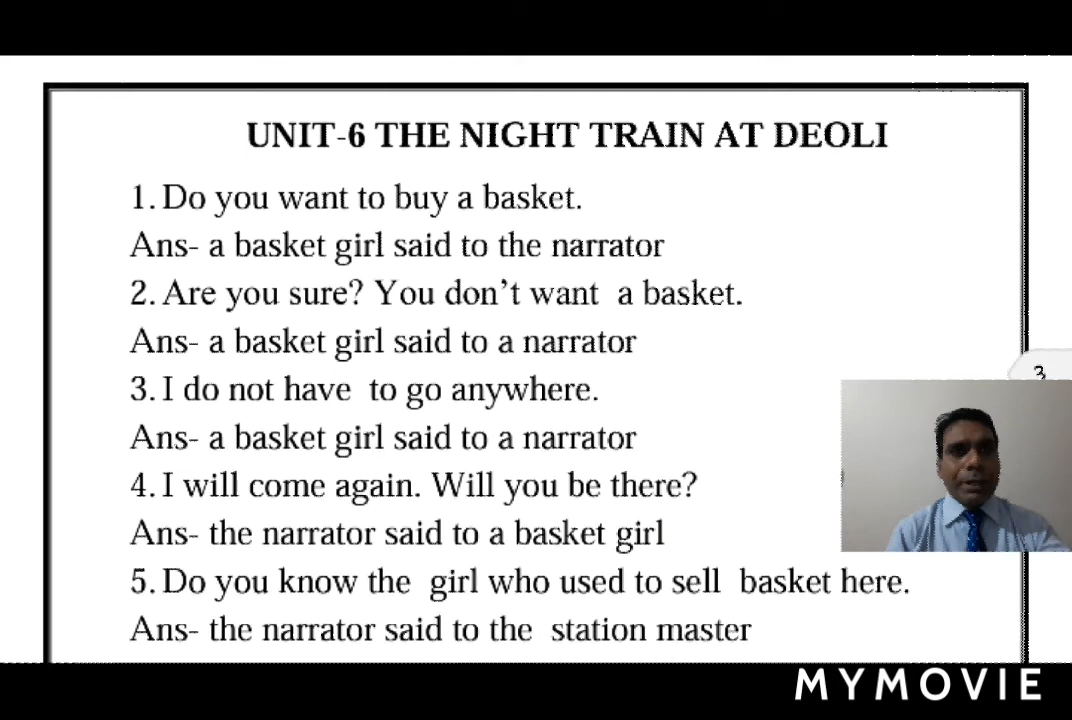 UNIT-6 THE NIGHT TRAIN AT DEOLI
1. Do you want to buy a basket.
Ans- a basket girl said to the narrator
2. Are you sure? You don't want a basket.
Ans- a basket girl said to a narrator
3. I do not have to go anywhere.
Ans- a basket girl said to a narrator
4. I will come again. Will you be there?
Ans- the narrator said to a basket girl
5. Do you know the girl who used to sell basket here.
Ans- the narrator said to the station master
3
MYMOVIE